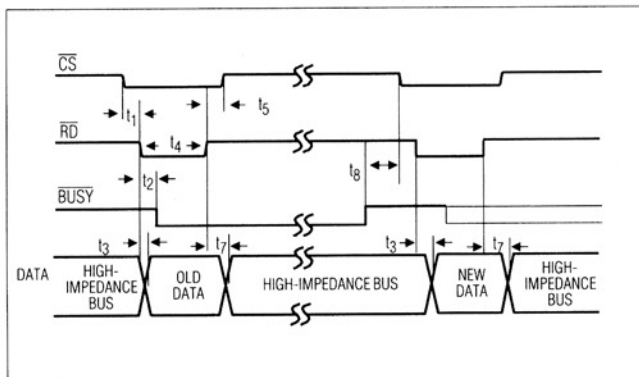 CS
t1
t5
RD
t4
t2
t8
BUSY
t3
t7
t3
t7
DATA
HIGH-
IMPEDANCE
BUS
OLD
DATA
HIGH-IMPEDANCE BUS
NEW
DATA
HIGH-
IMPEDANCE
BUS